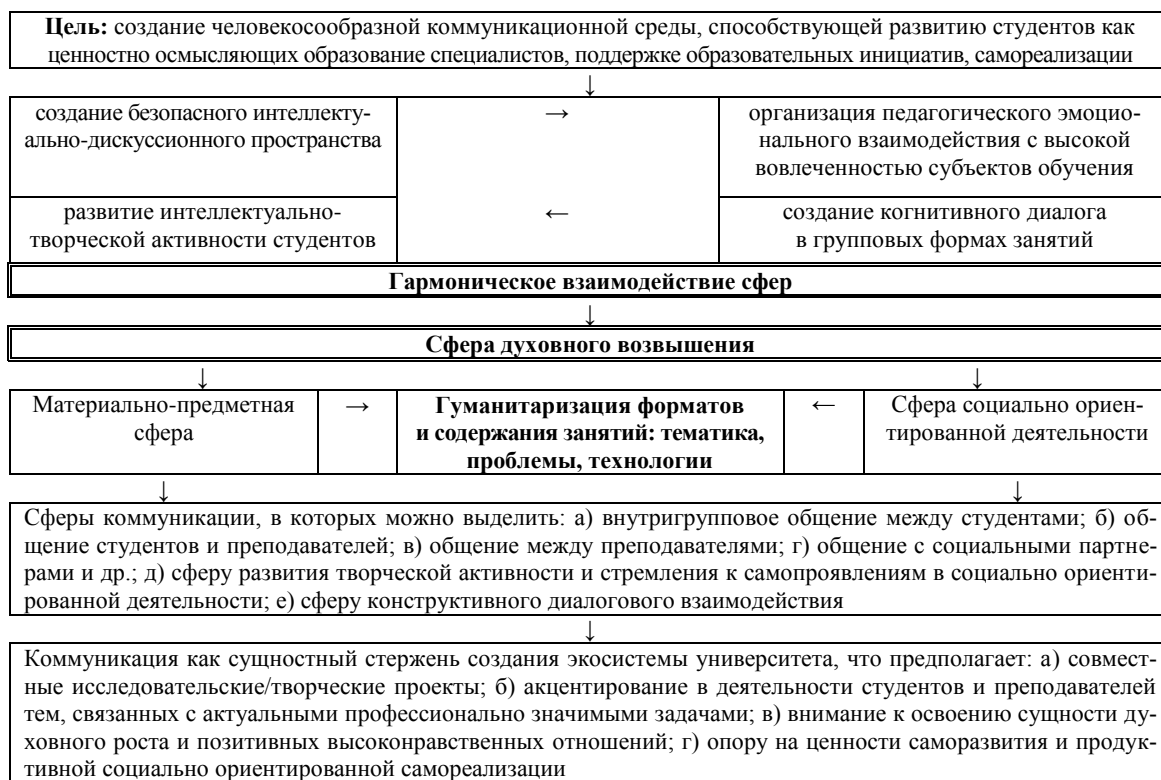 Цель: создание человекосообразной коммуникационной среды, способствующей развитию студентов как
ценностно осмысляющих образование специалистов, поддержке образовательных инициатив, самореализации
↓
создание безопасного интеллекту-
ально-дискуссионного пространства
→
организация педагогического эмоцио-
нального взаимодействия с высокой
вовлеченностью субъектов обучения
развитие интеллектуально-
творческой активности студентов
←
создание когнитивного диалога
в групповых формах занятий
Гармоническое взаимодействие сфер
↓
Сфера духовного возвышения
↓ ↓
Материально-предметная
сфера
→
Гуманитаризация форматов
и содержания занятий: тематика,
проблемы, технологии
←
Сфера социально ориен-
тированной деятельности
↓ ↓
Сферы коммуникации, в которых можно выделить: а) внутригрупповое общение между студентами; б) об-
щение студентов и преподавателей; в) общение между преподавателями; г) общение с социальными партне-
рами и др.; д) сферу развития творческой активности и стремления к самопроявлениям в социально ориенти-
рованной деятельности; е) сферу конструктивного диалогового взаимодействия
↓
Коммуникация как сущностный стержень создания экосистемы университета, что предполагает: а) совмест-
ные исследовательские/творческие проекты; б) акцентирование в деятельности студентов и преподавателей
тем, связанных с актуальными профессионально значимыми задачами; в) внимание к освоению сущности ду-
ховного роста и позитивных высоконравственных отношений; г) опору на ценности саморазвития и продук-
тивной социально ориентированной самореализации